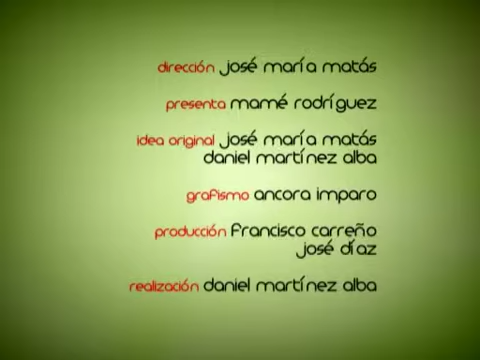 dirección josé maría matás
presenta mamé rodríguez
idea original josé maría matás
daniel martínez alba
grafismo ancora imparo
producción francisco carreño
josé díaz
realización daniel martínez alba